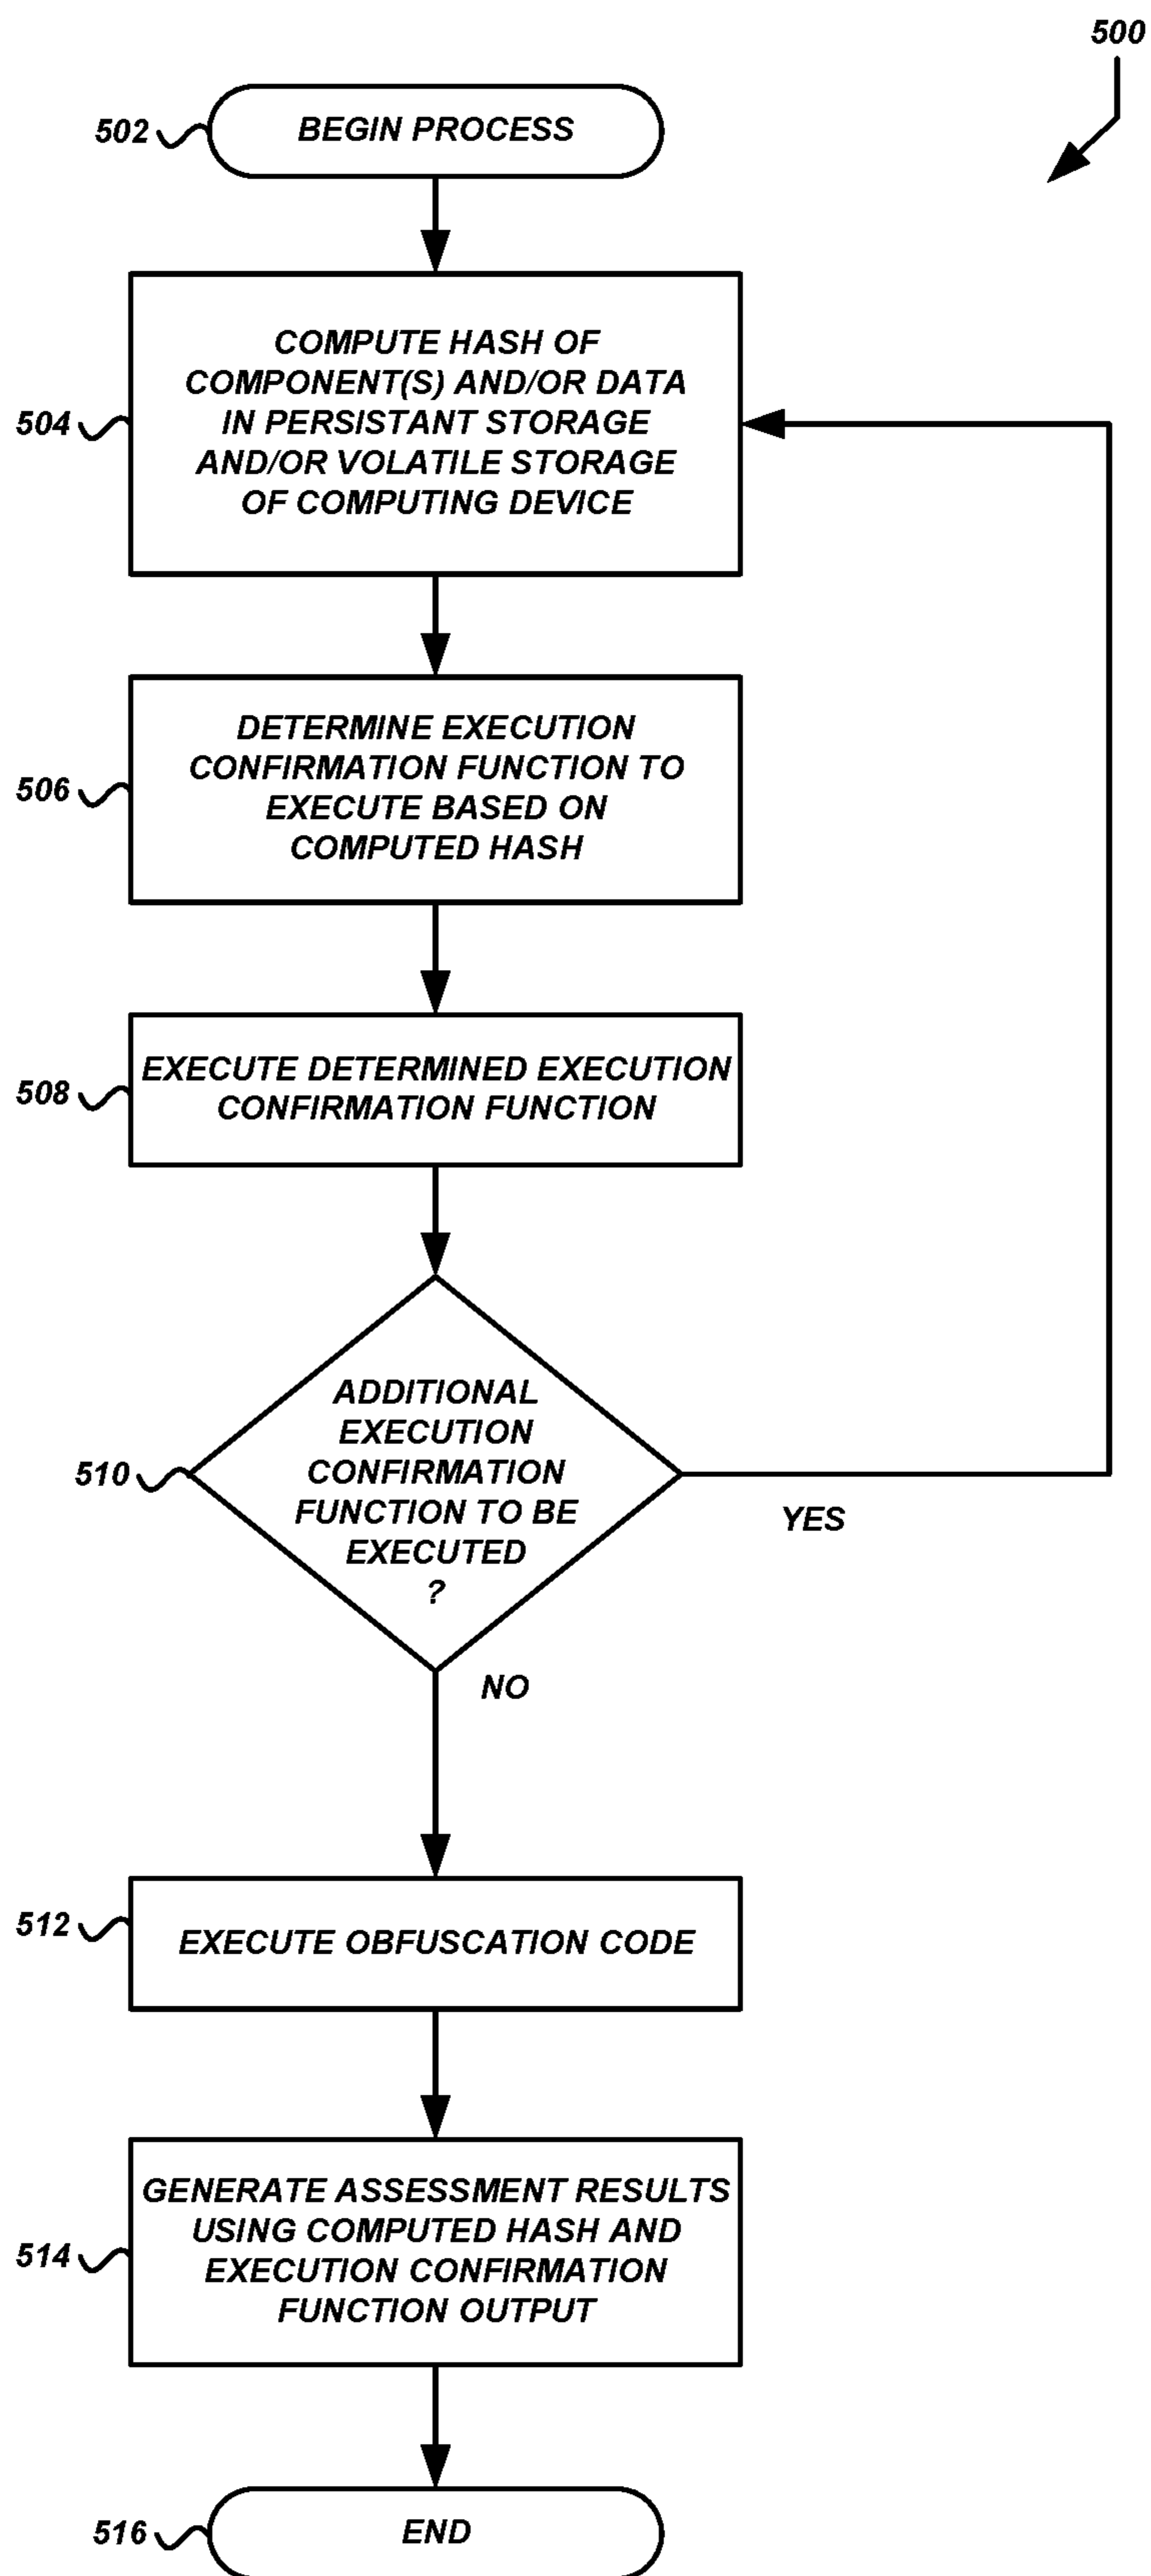 500
502
BEGIN PROCESS
504
COMPUTE HASH OF
COMPONENT(S) AND/OR DATA
IN PERSISTANT STORAGE
AND/OR VOLATILE STORAGE
OF COMPUTING DEVICE
506
DETERMINE EXECUTION
CONFIRMATION FUNCTION TO
EXECUTE BASED ON
COMPUTED HASH
508
EXECUTE DETERMINED EXECUTION
CONFIRMATION FUNCTION
510
ADDITIONAL
EXECUTION
CONFIRMATION
FUNCTION TO BE
EXECUTED
?
YES
NO
512
EXECUTE OBFUSCATION CODE
514
GENERATE ASSESSMENT RESULTS
USING COMPUTED HASH AND
EXECUTION CONFIRMATION
FUNCTION OUTPUT
516
END